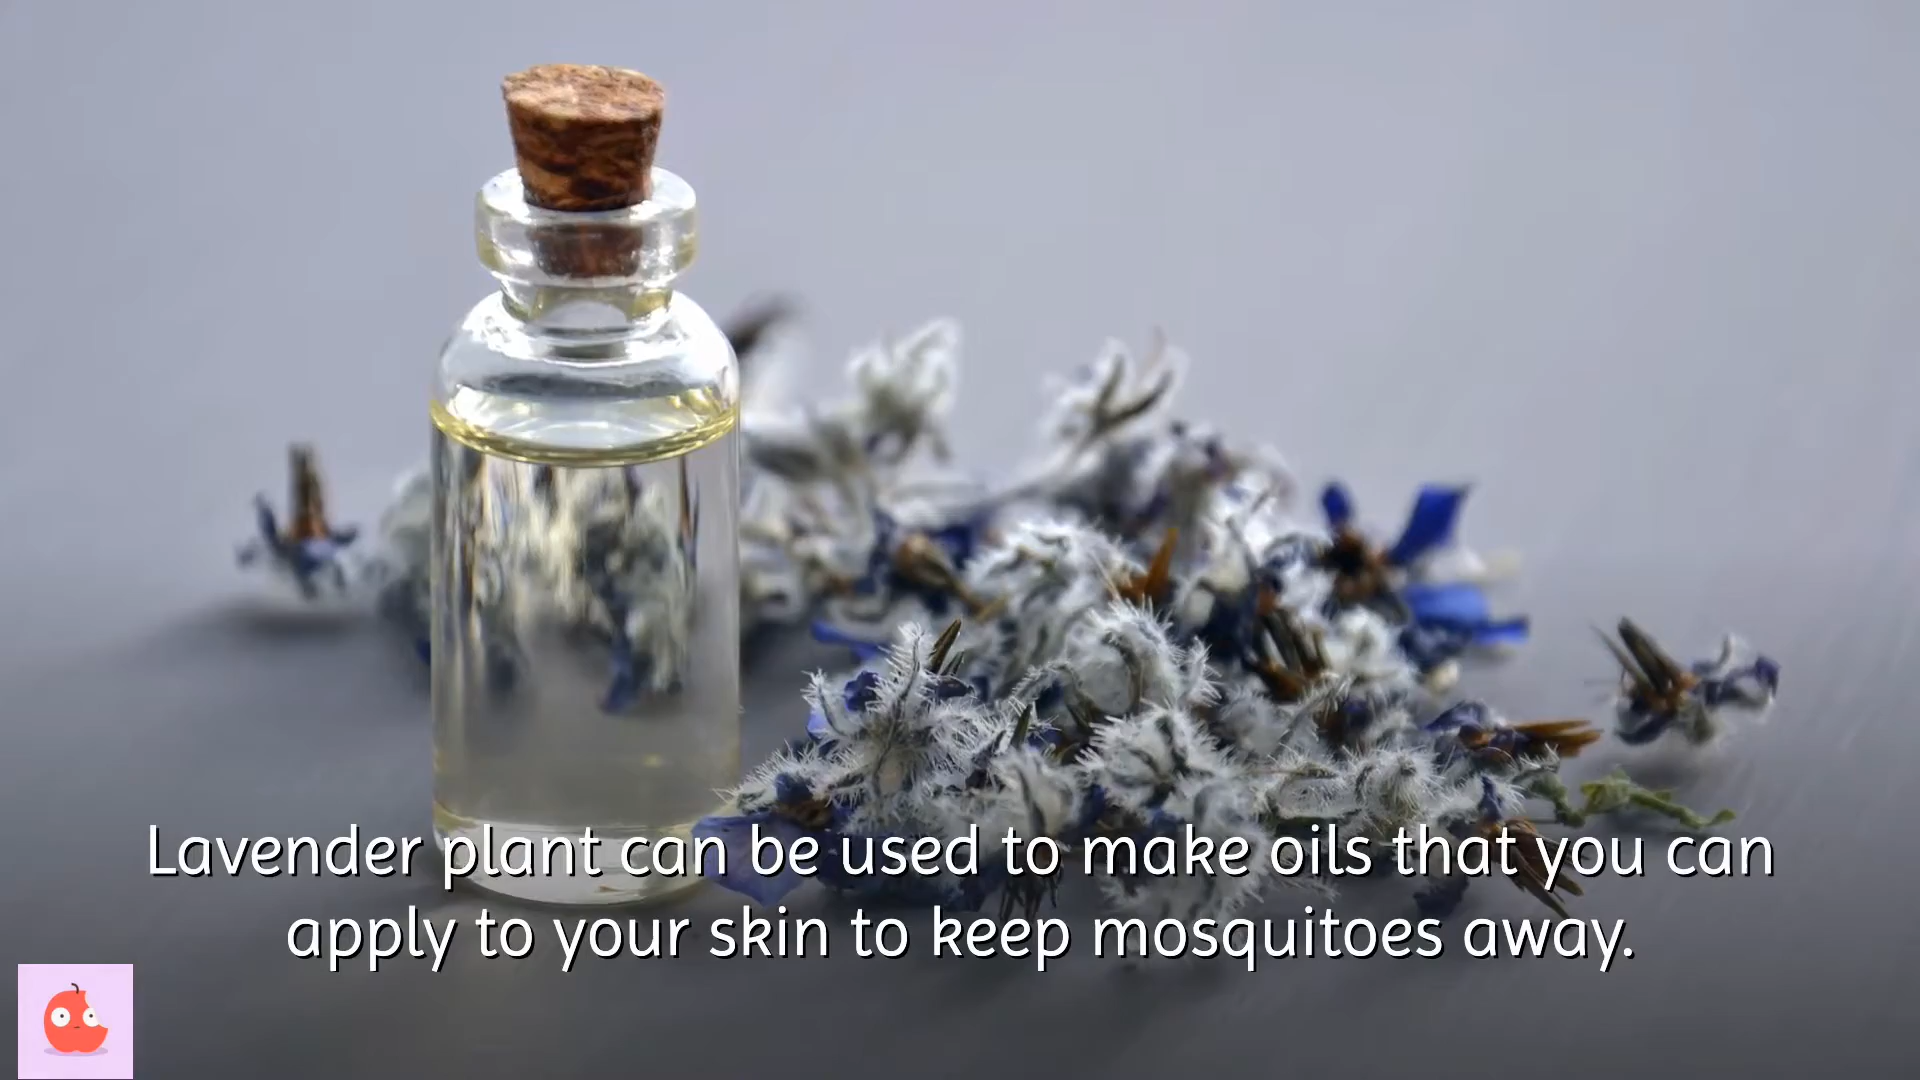 Lavender plant can be used to make oils that you can
apply to your skin to keep mosquitoes away.